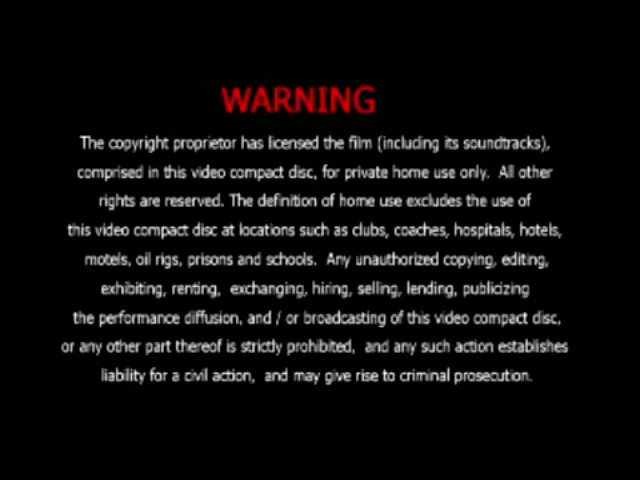 WARNING
The copyright proprietor has licensed the film (including its soundtracks),
comprised in this video compact disc, for private home use only.  All other
rights are reserved. The definition of home use excludes the use of
this video compact disc at locations such as clubs, coaches, hospitals, hotels,
motels, oil rigs, prisons and schools.  Any unauthorized copying, editing,
exhibiting, renting,  exchanging, hiring, selling, lending, publicizing
the performance diffusion, and / or broadcasting of this video compact disc,
or any other part thereof is strictly prohibited,  and any such action establishes
liability for a civil action,  and may give rise to criminal prosecution.